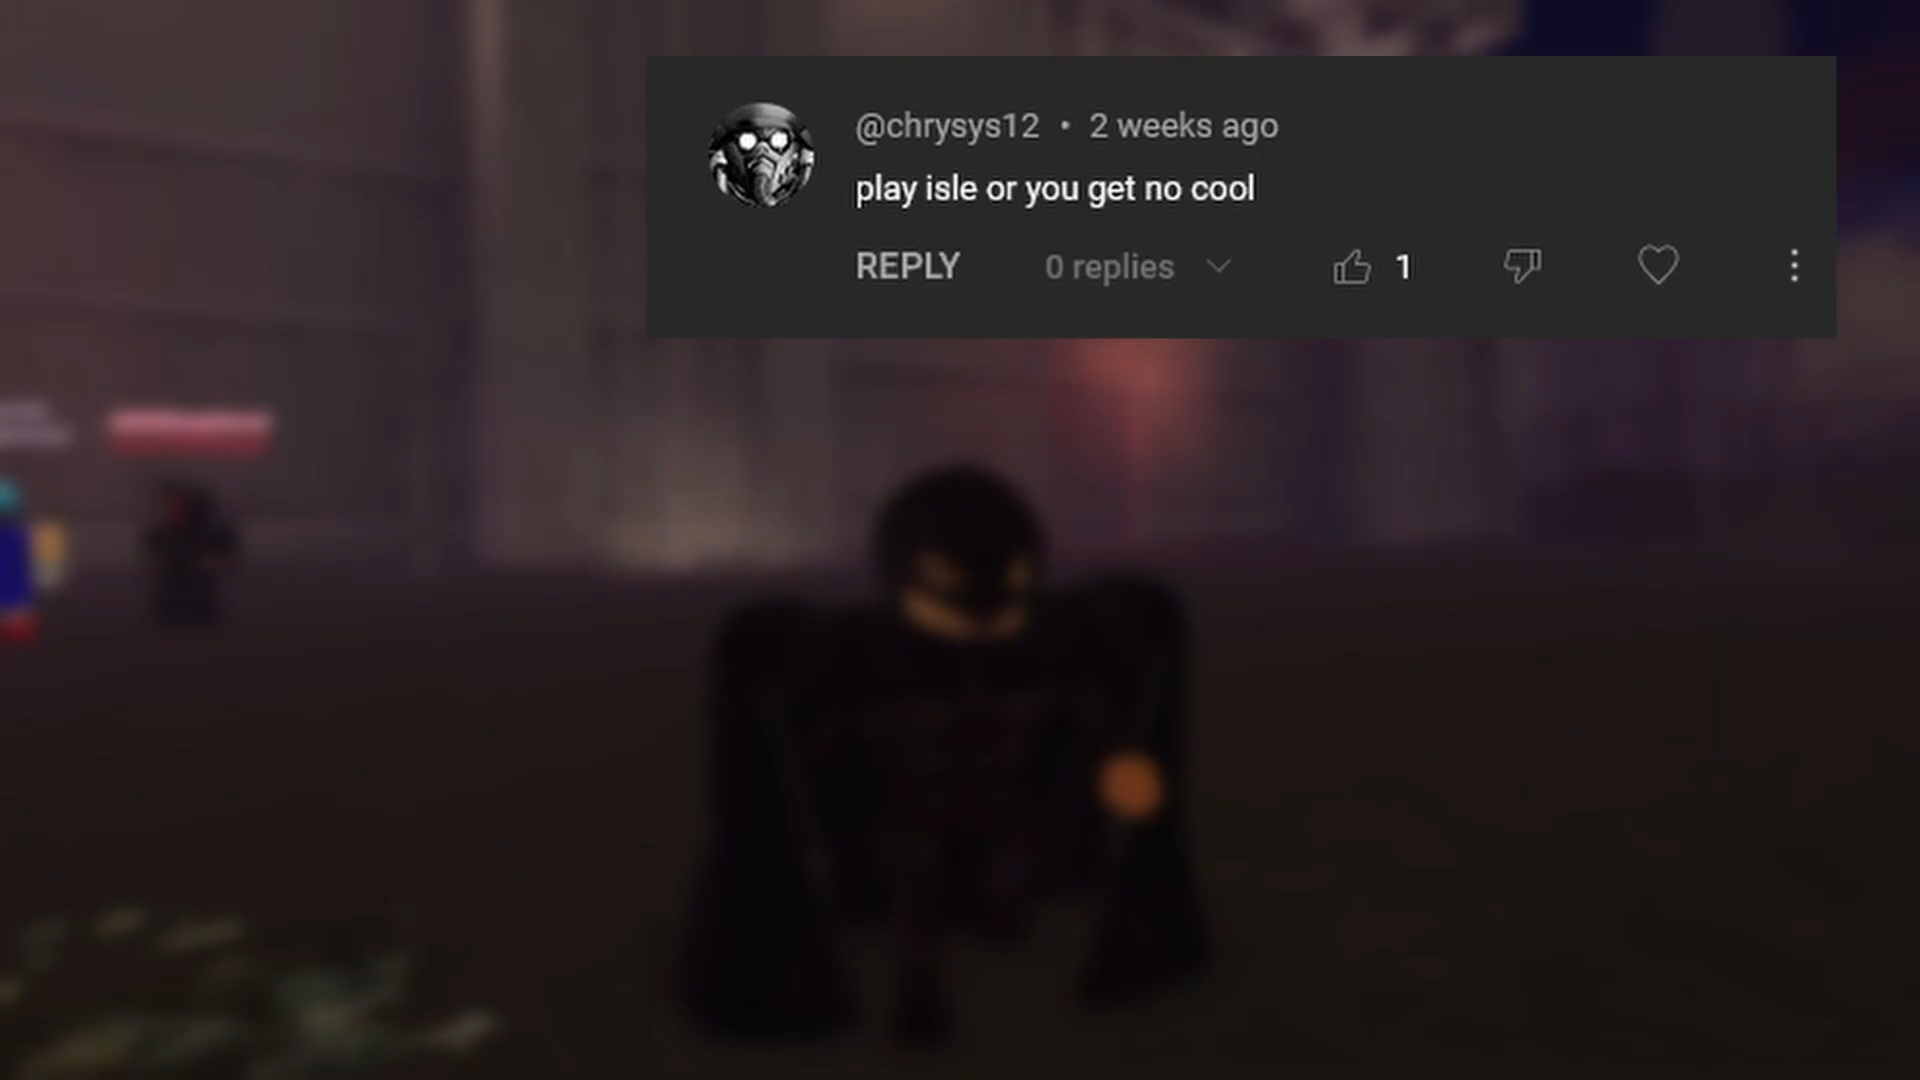 @chrysys12 • 2 weeks ago
play isle or you get no cool
REPLY 0 replies 1